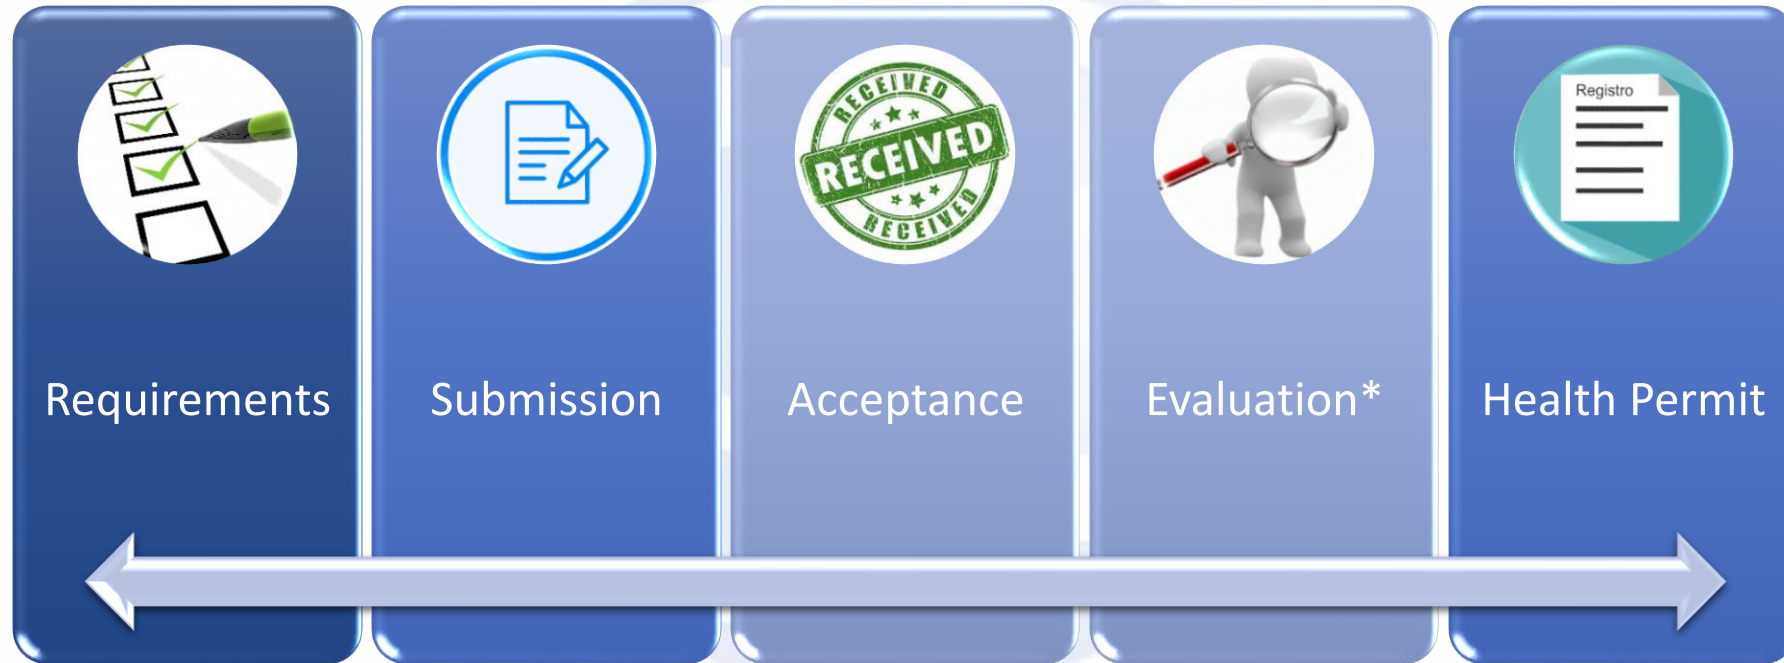 RECEIVED
RECEIVED
RECEIVED
Registro
Requirements
Submission
Acceptance
Evaluation*
Health Permit